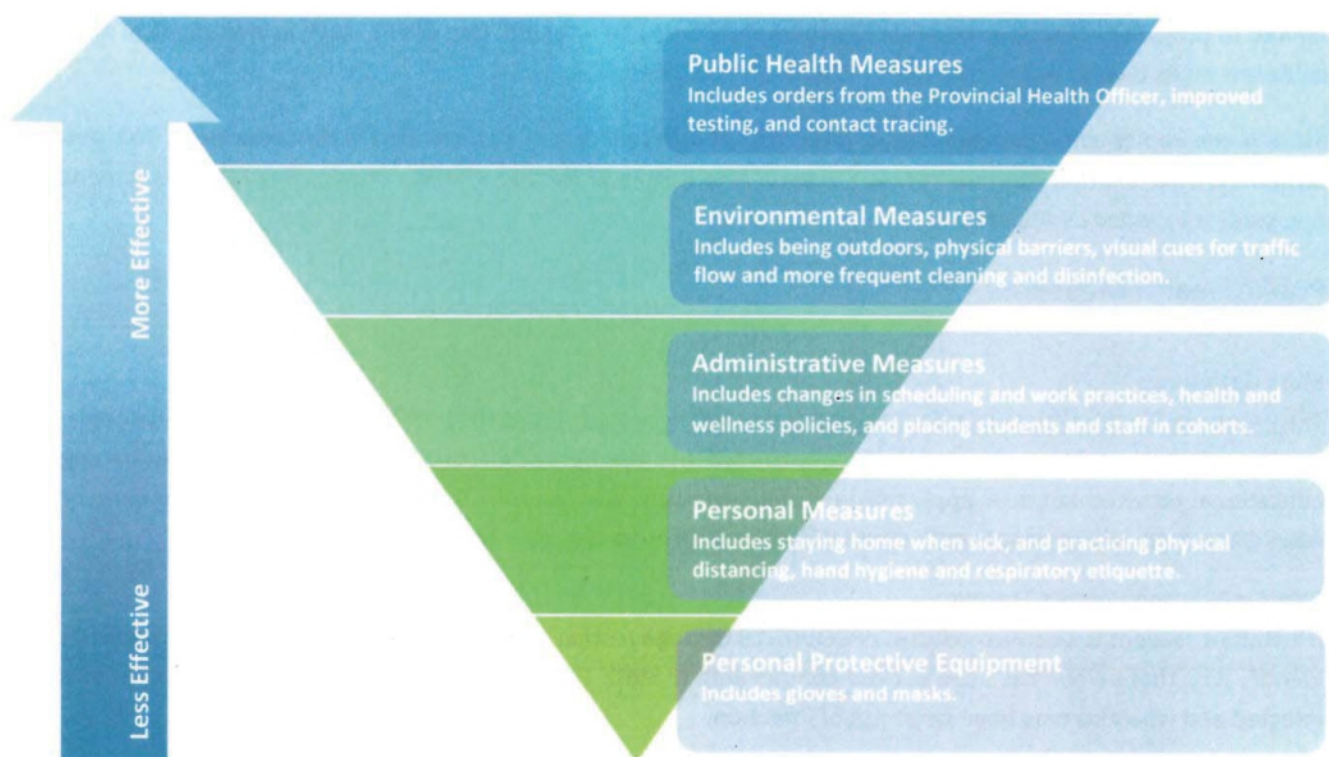 Public Health Measures
Includes orders from the Provincial Health Officer, improved
testing, and contact tracing.
Environmental Measures
Includes being outdoors, physical barriers, visual cues for traffic
flow and more frequent cleaning and disinfection.
Administrative Measures
Includes changes in scheduling and work practices, health and
wellness policies, and placing students and staff in cohorts.
Personal Measures
Includes staying home when sick, and practicing physical
distancing, hand hygiene and respiratory etiquette.
Personal Protective Equipment
Includes gloves and masks.
More Effective
Less Effective